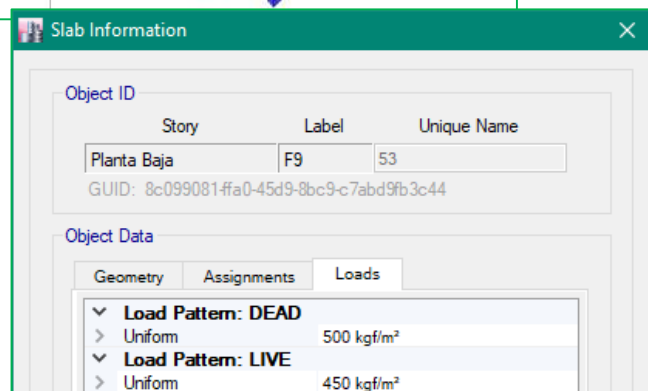 Slab Information
Object ID
Story Label Unique Name
Planta Baja F9 53
GUID: 8c099081-ffa0-45d9-8bc9-c7abd9fb3c44
Object Data
Geometry Assignments Loads
Load Pattern: DEAD
Uniform 500 kgf/m²
Load Pattern: LIVE
Uniform 450 kgf/m²